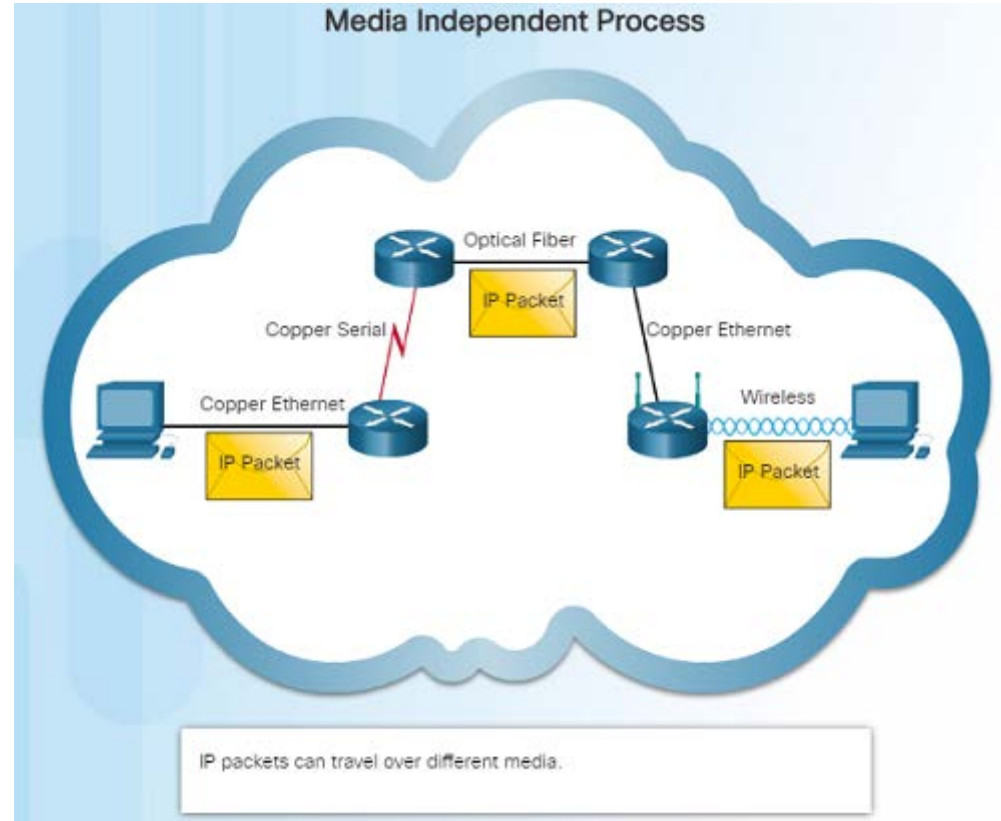 Media Independent Process
Optical Fiber
IP Packet
Copper Serial
Copper Ethernet
Copper Ethernet
IP Packet
Wireless
IP Packet
IP packets can travel over different media.